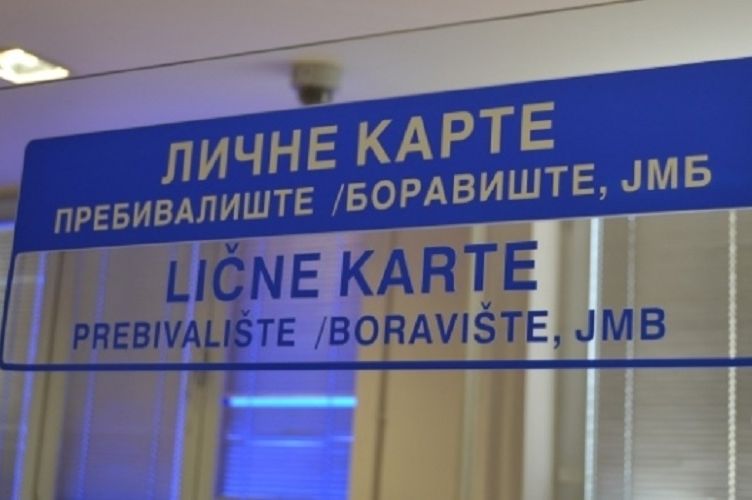 ЛИЧНЕ КАРТЕ
ПРЕБИВАЛИШТЕ /БОРАВИШТЕ, ЈМБ
LIČNE KARTE
PREBIVALIŠTE /BORAVIŠTE, JMB